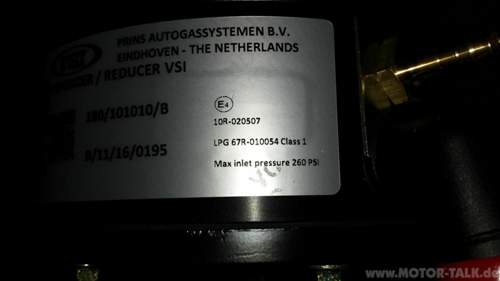 VSI
PRINS AUTOGASSYSTEMEN B.V.
EINDHOVEN - THE NETHERLANDS
/ REDUCER VSI
180/101010/B
E4
10R-020507
R/11/16/0195
LPG 67R-010054 Class 1
Max inlet pressure 260 PSI
www.MOTOR-TALK.de